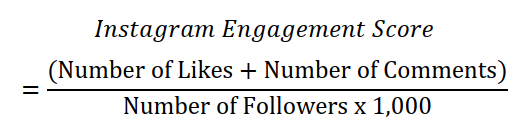 Instagram Engagement Score
= (Number of Likes + Number of Comments)
Number of Followers x 1,000